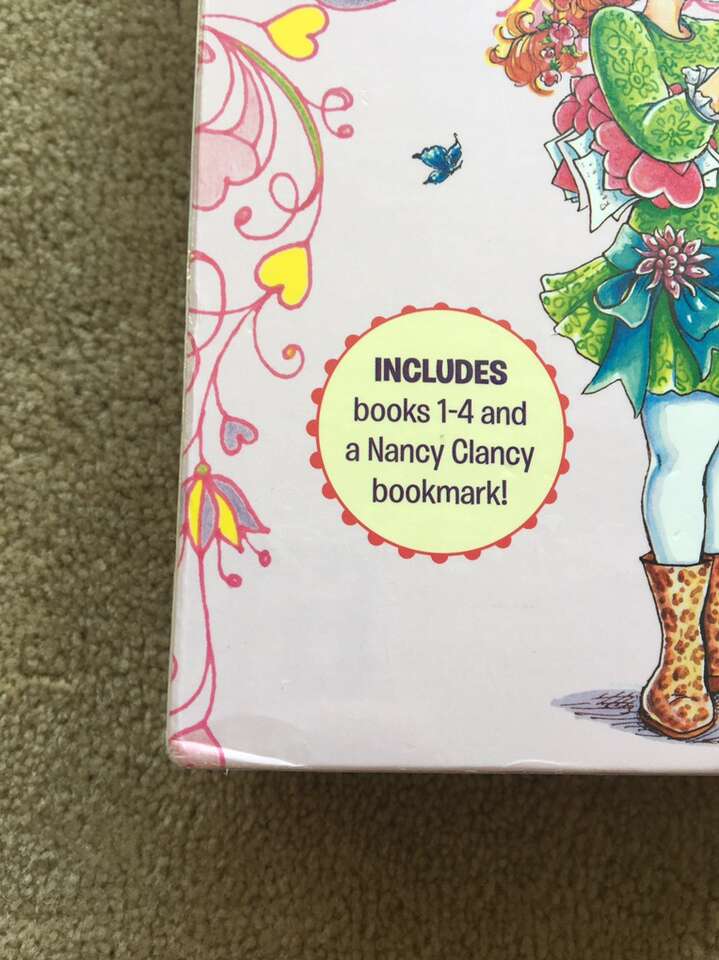 INCLUDES
books 1-4 and
a Nancy Clancy
bookmark!